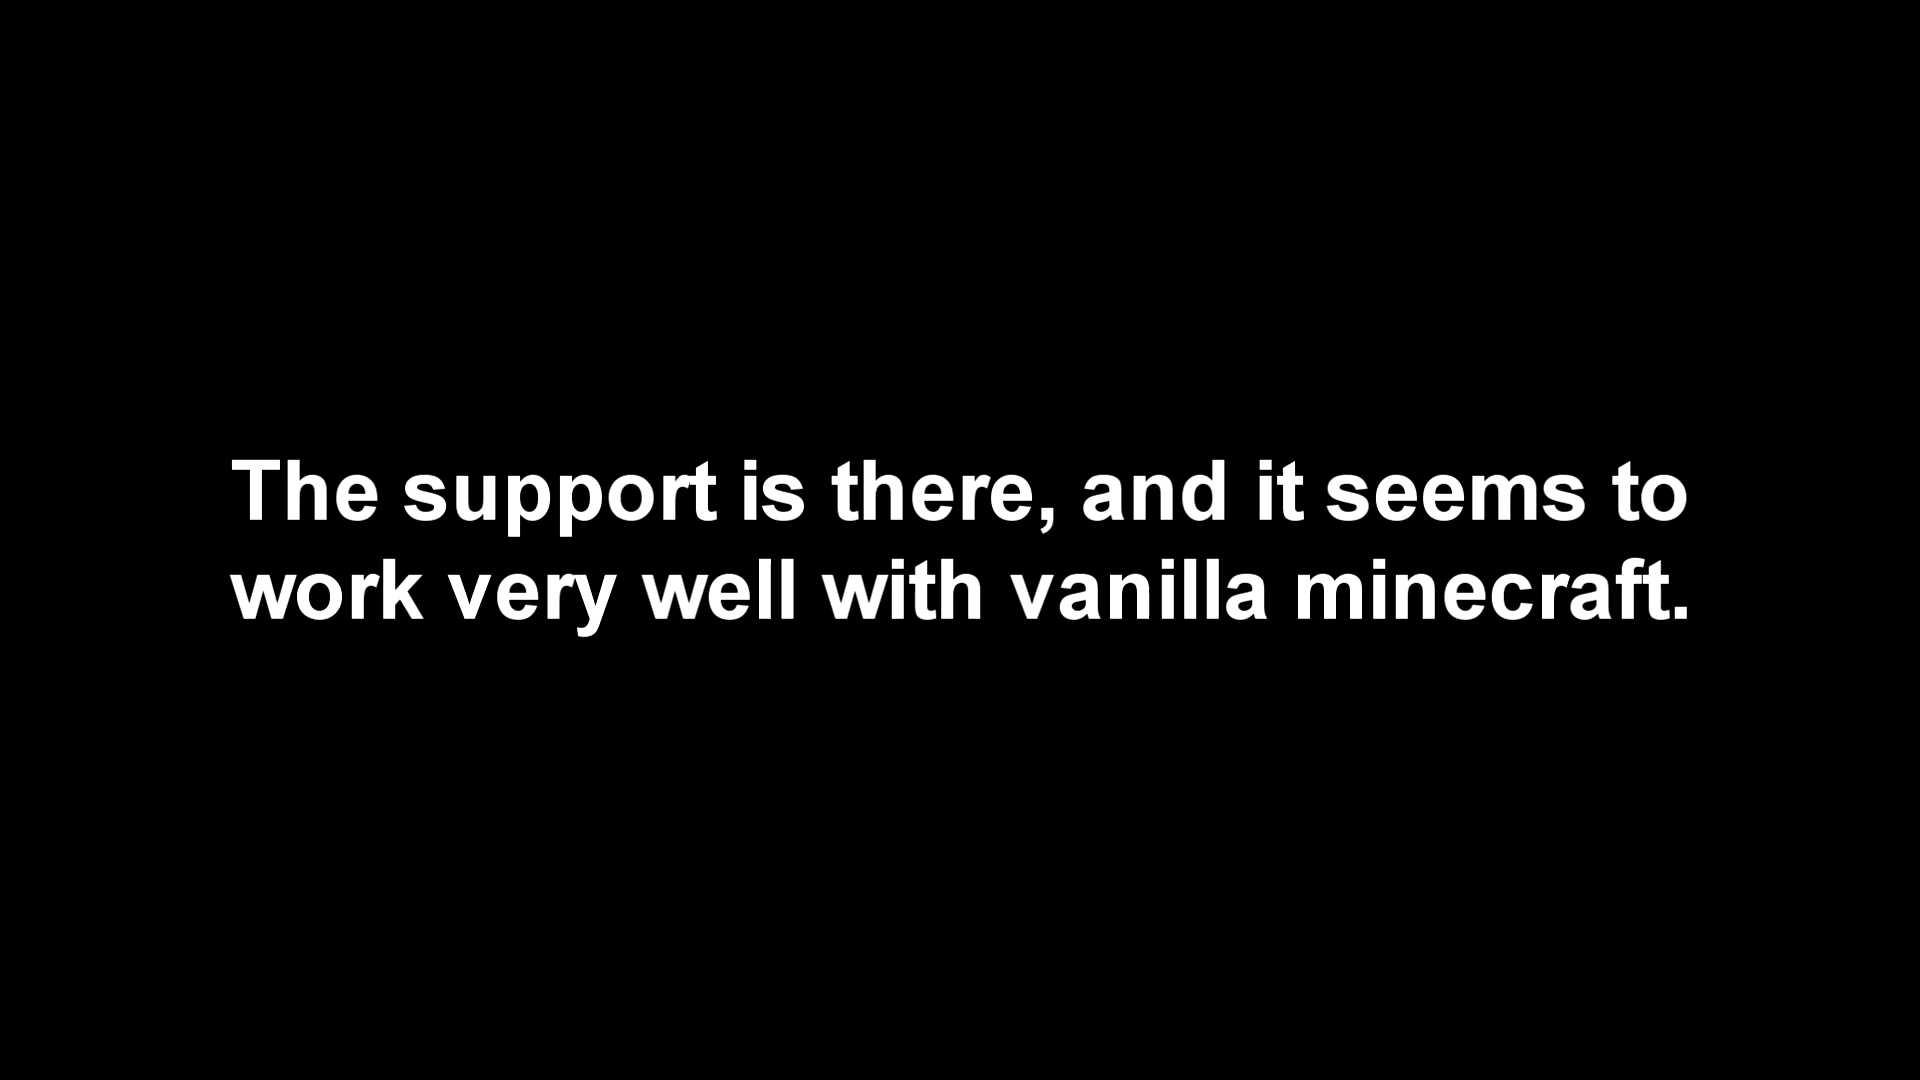 The support is there, and it seems to
work very well with vanilla minecraft.